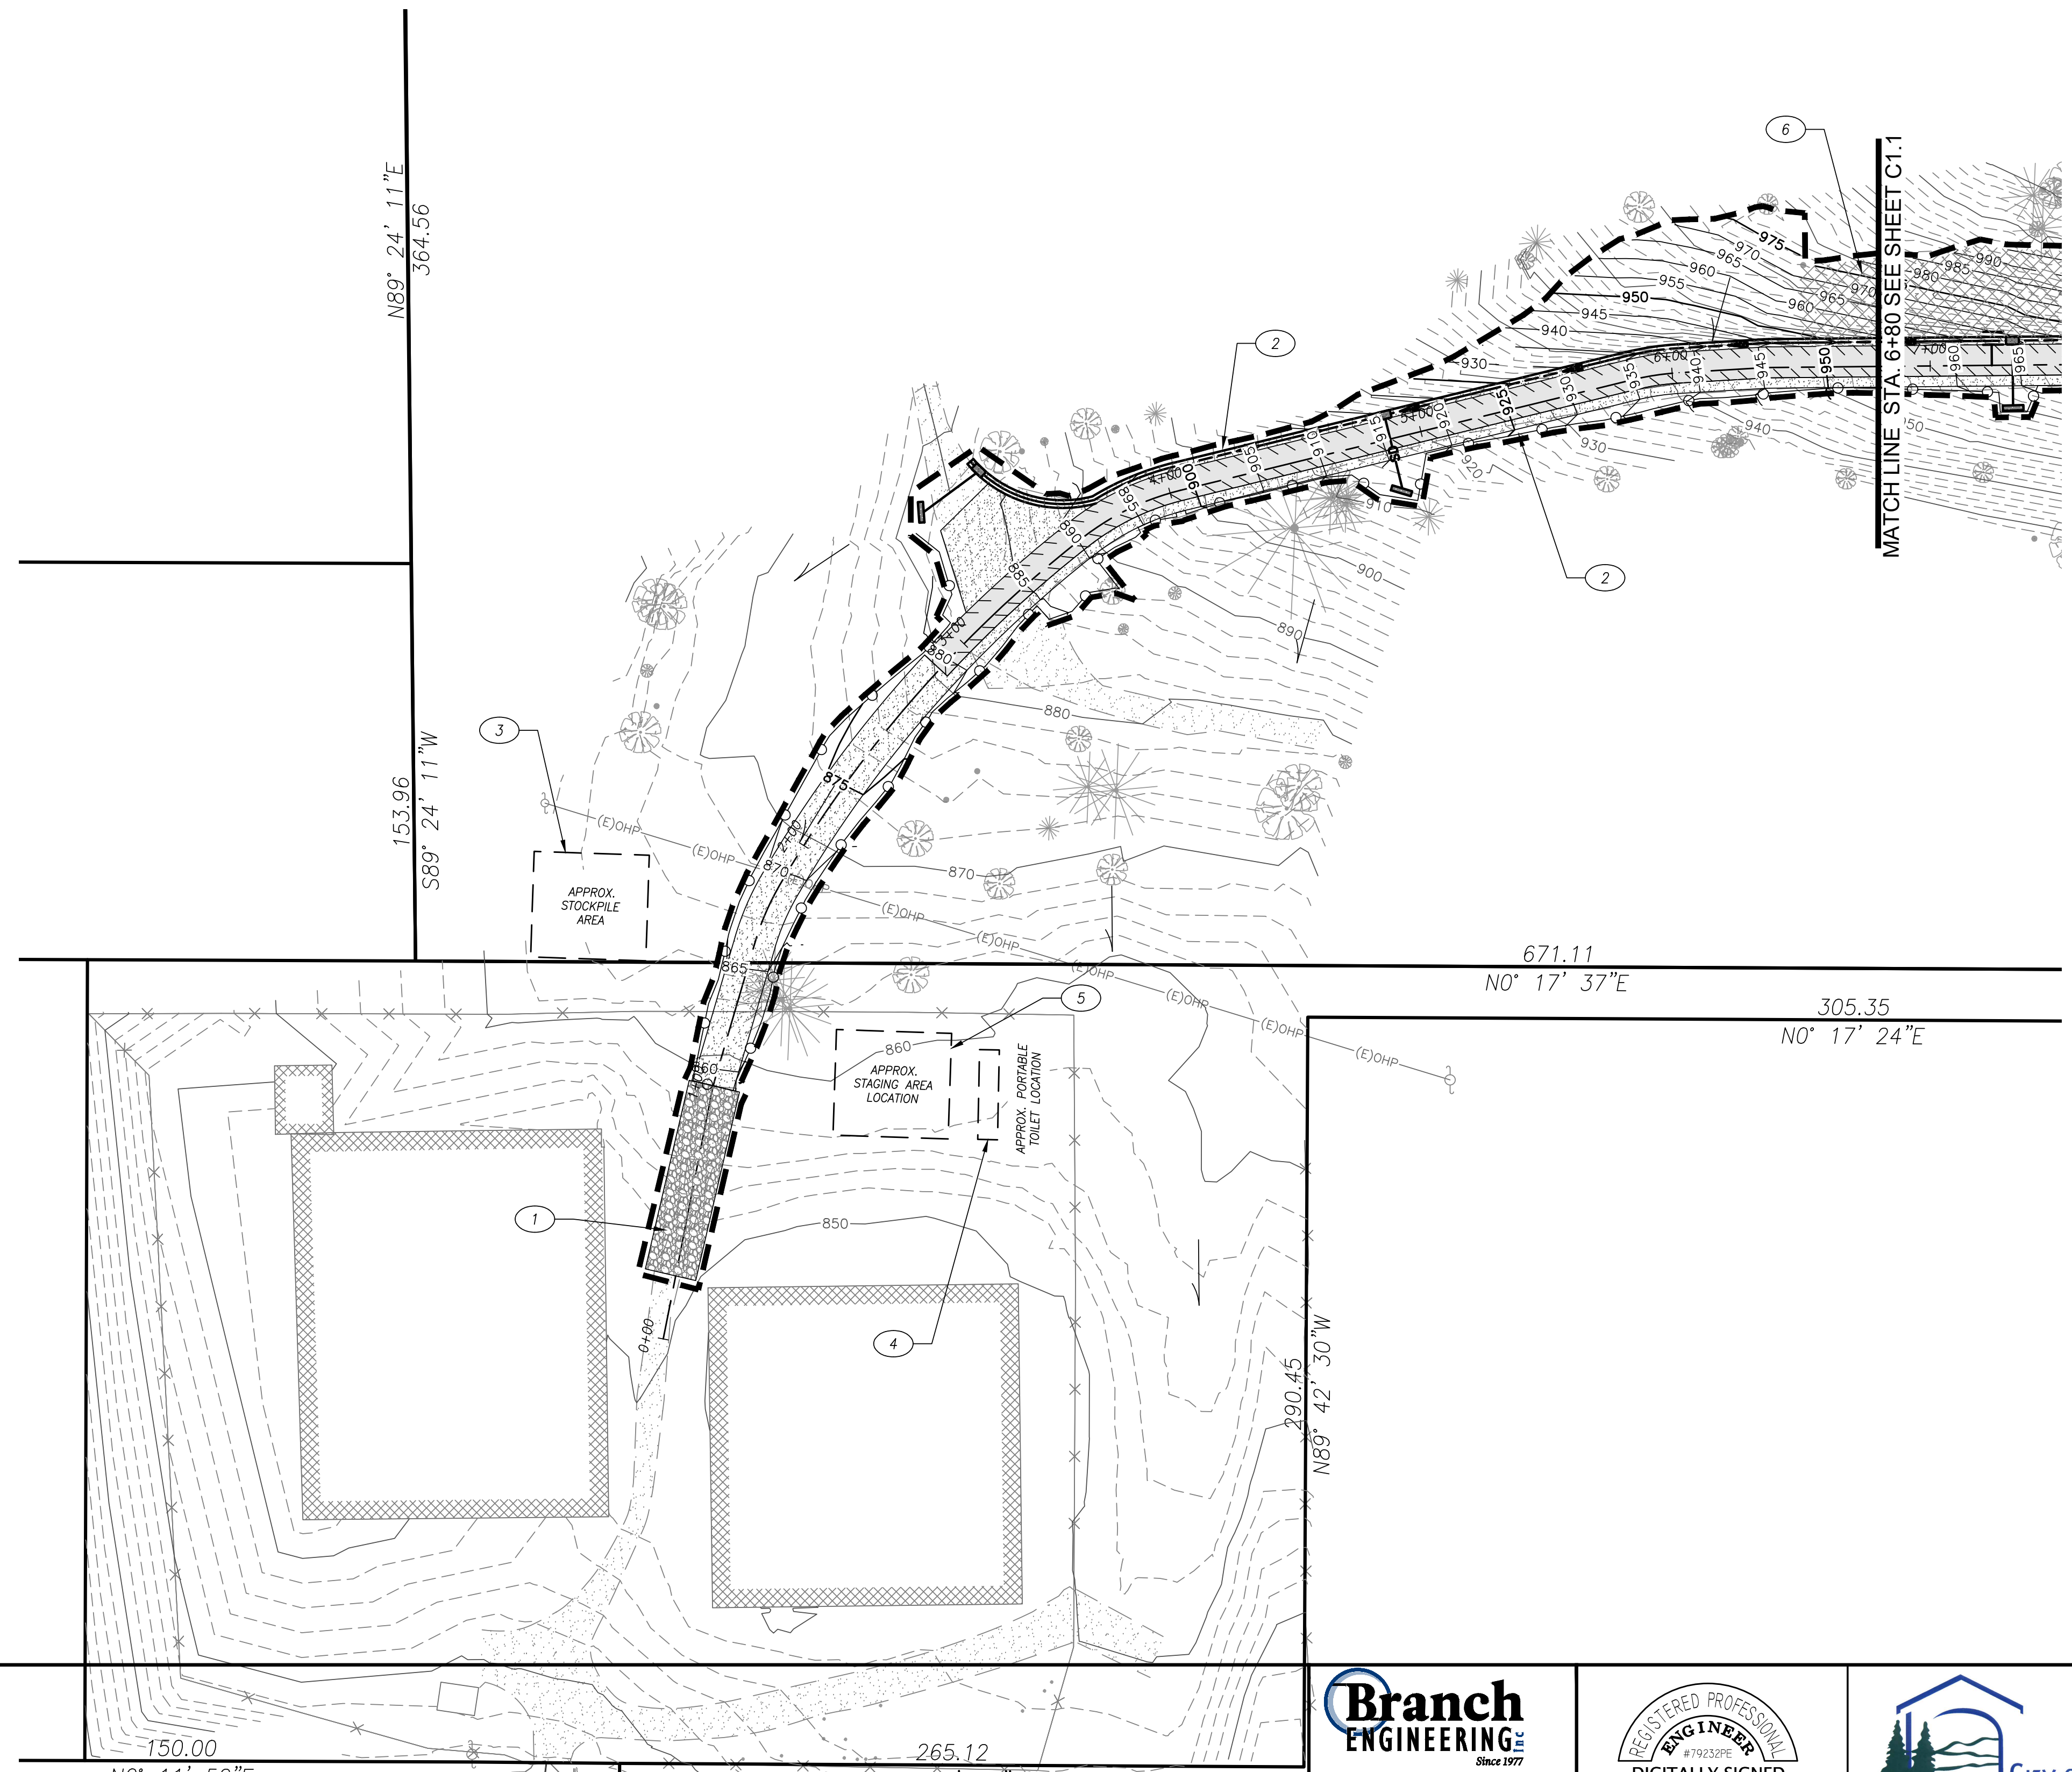 N89° 24' 11"E
364.56
153.96
S89° 24' 11"W
6
MATCH LINE STA. 6+80 SEE SHEET C1.1
975
970
965
960
955
950
945
940
930
960
965
970
980
985
990
2
6+00
7+00
5+00
4+00
3+00
2+00
0+00
965
960
950
945
940
935
930
925
920
915
910
905
900
895
890
885
880
875
870
865
860
940
930
920
910
900
890
880
870
860
850
2
3
APPROX.
STOCKPILE
AREA
(E)OHP
(E)OHP
(E)OHP
(E)OHP
(E)OHP
(E)OHP
(E)OHP
(E)OHP
671.11
N0° 17' 37"E
305.35
N0° 17' 24"E
5
APPROX.
STAGING AREA
LOCATION
APPROX. PORTABLE
TOILET LOCATION
1
4
290.45
N89° 42' 30"W
150.00
265.12
Branch
ENGINEERING Inc
Since 1977
REGISTERED PROFESSIONAL
ENGINEER
#79232PE
DIGITALLY SIGNED